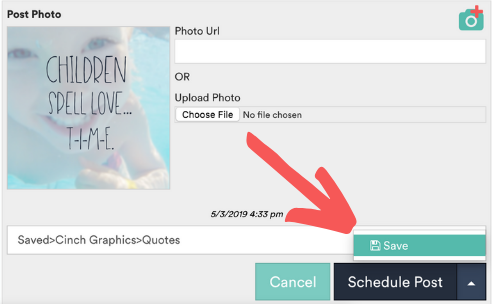 Post Photo
Photo Url
CHILDREN
SPELL LOVE...
T-I-M-E.
OR
Upload Photo
Choose File No file chosen
5/3/2019 4:33 pm
Saved>Cinch Graphics>Quotes
Save
Cancel
Schedule Post